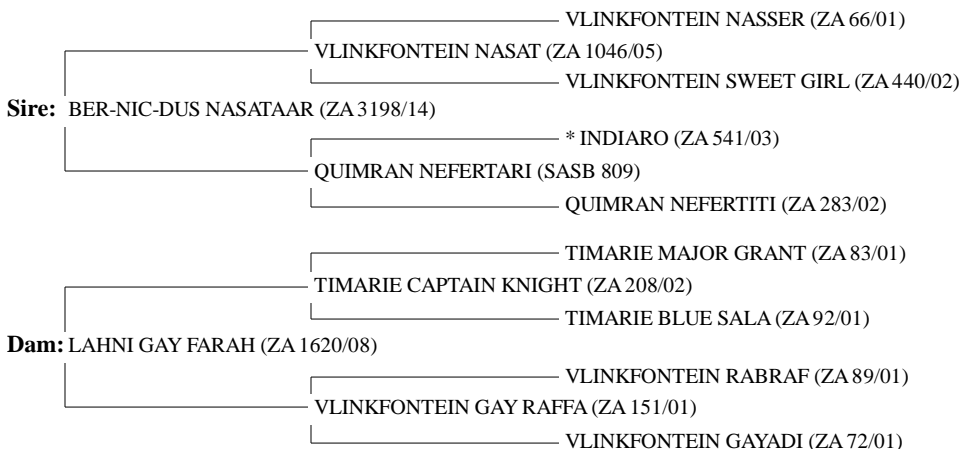 VLINKFONTEIN NASSER (ZA 66/01)
VLINKFONTEIN NASAT (ZA 1046/05)
VLINKFONTEIN SWEET GIRL (ZA 440/02)
Sire: BER-NIC-DUS NASATAAR (ZA 3198/14)
* INDIARO (ZA 541/03)
QUIMRAN NEFERTARI (SASB 809)
QUIMRAN NEFERTITI (ZA 283/02)
TIMARIE MAJOR GRANT (ZA 83/01)
TIMARIE CAPTAIN KNIGHT (ZA 208/02)
TIMARIE BLUE SALA (ZA 92/01)
Dam: LAHNI GAY FARAH (ZA 1620/08)
VLINKFONTEIN RABRAF (ZA 89/01)
VLINKFONTEIN GAY RAFFA (ZA 151/01)
VLINKFONTEIN GAYADI (ZA 72/01)